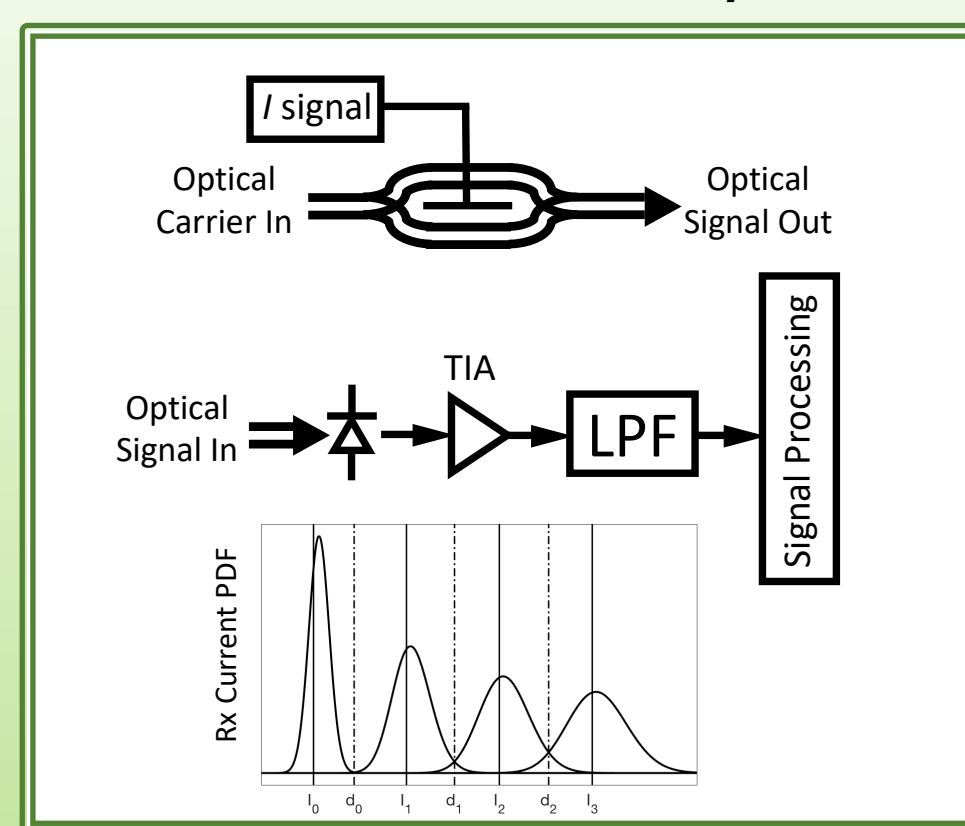 I signal
Optical
Carrier In
Optical
Signal Out
TIA
Optical
Signal In
LPF
Signal Processing
Rx Current PDF
I0 d0 I1 d1 I2 d2 I3